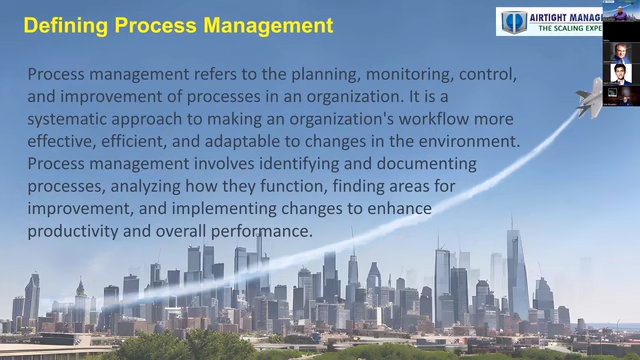 Defining Process Management
AIRTIGHT MANAG
THE SCALING EXPE
Process management refers to the planning, monitoring, control,
and improvement of processes in an organization. It is a
systematic approach to making an organization's workflow more
effective, efficient, and adaptable to changes in the environment.
Process management involves identifying and documenting
processes, analyzing how they function, finding areas for
improvement, and implementing changes to enhance
productivity and overall performance.